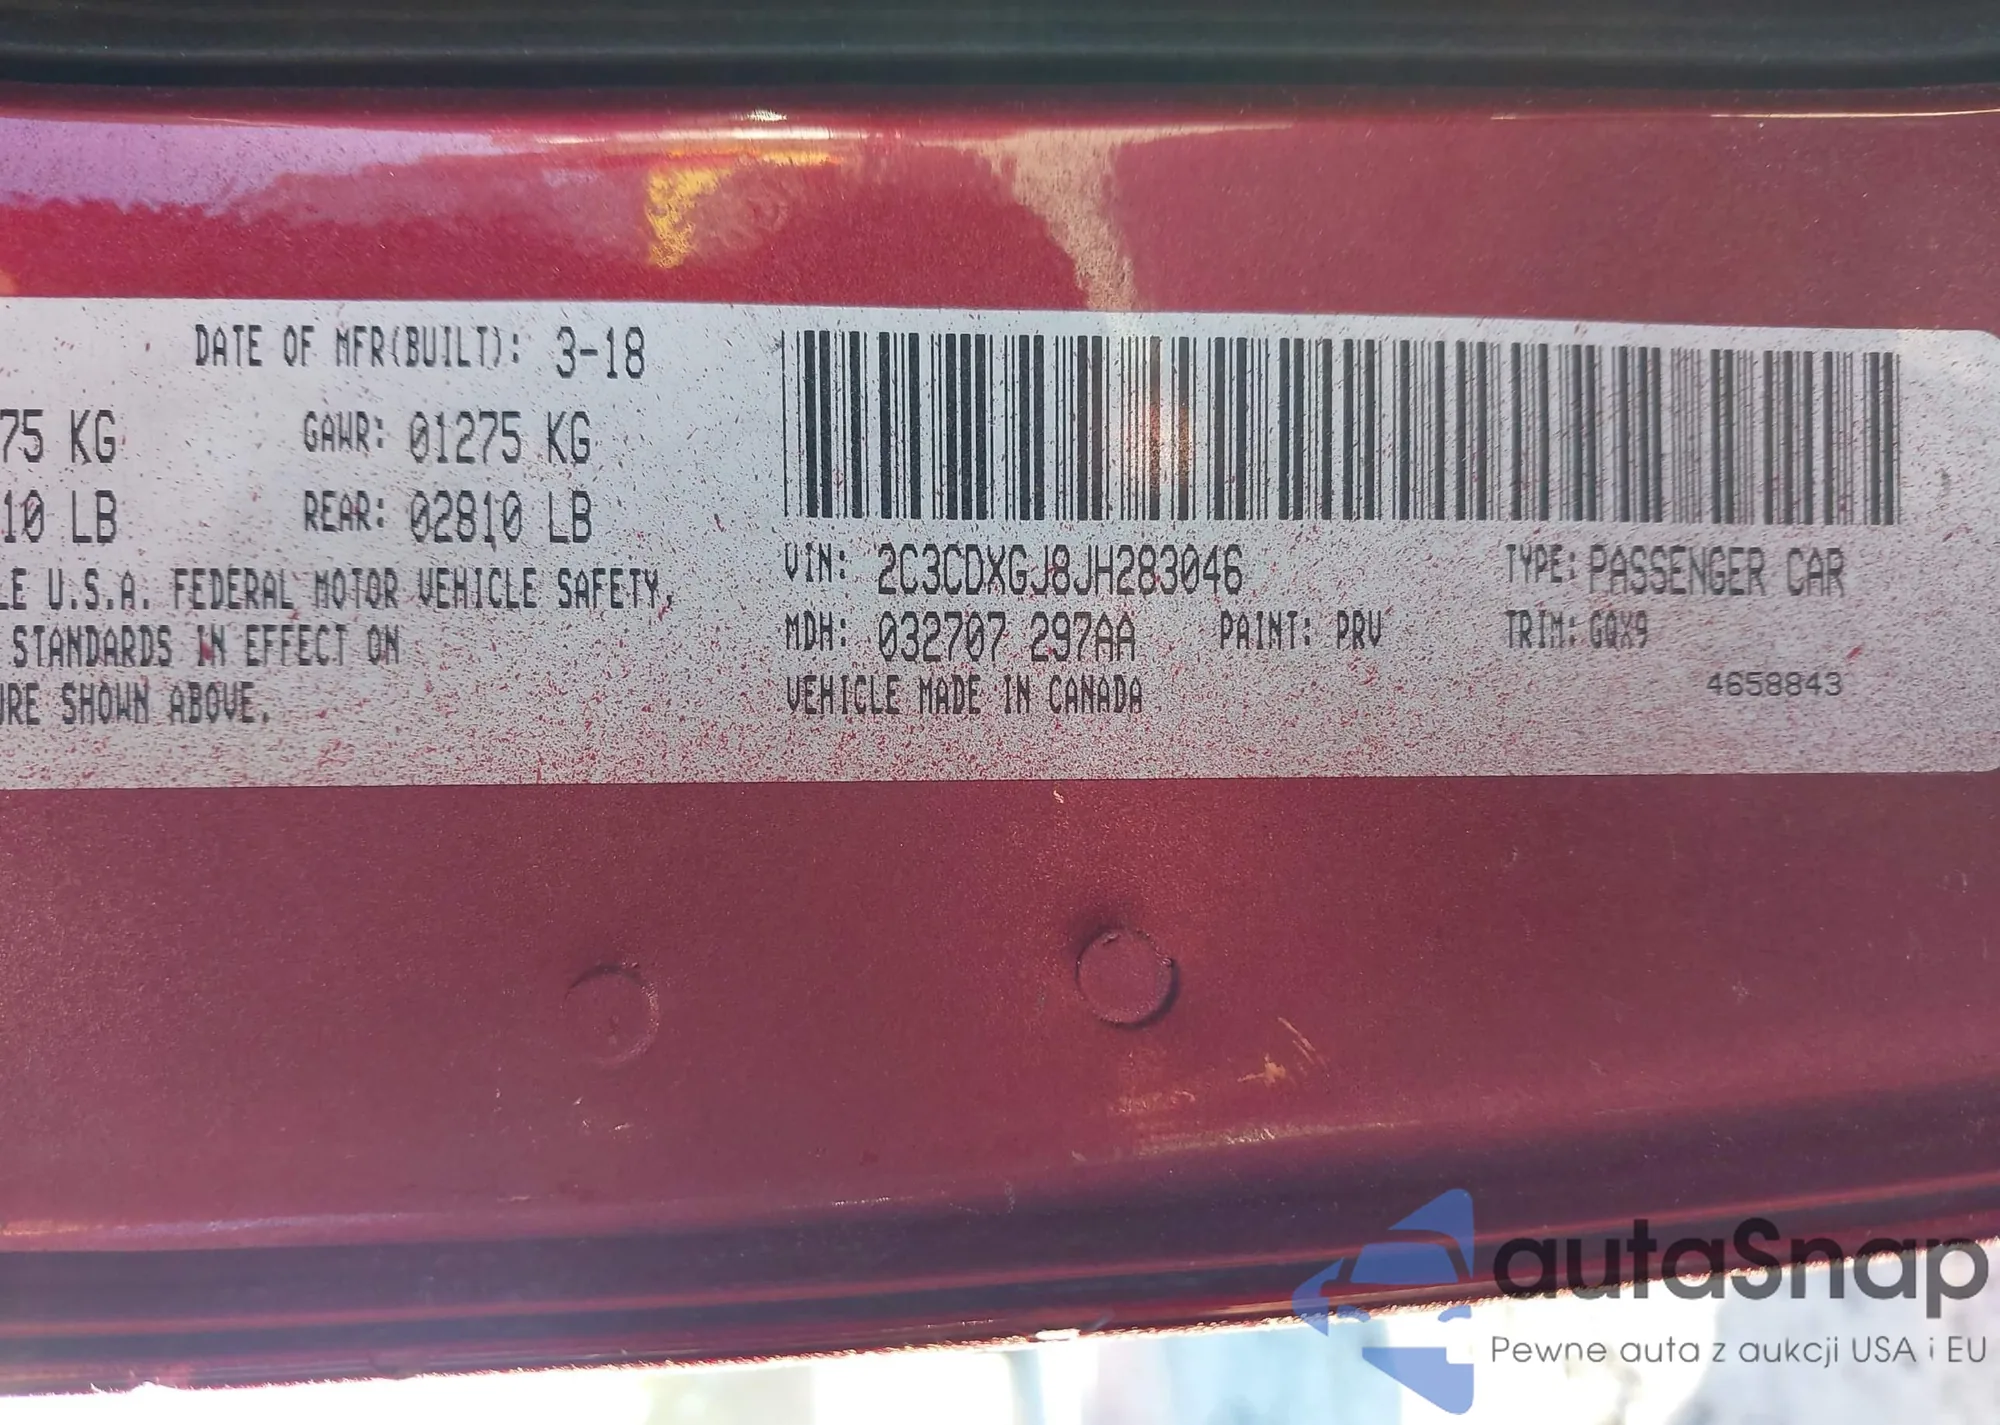 DATE OF MFR(BUILT): 3-18
75 KG GAWR: 01275 KG
10 LB REAR: 02810 LB
LE U.S.A. FEDERAL MOTOR VEHICLE SAFETY,
STANDARDS IN EFFECT ON
URE SHOWN ABOVE.
VIN: 2C3CDXGJ8JH283046 TYPE: PASSENGER CAR
MDH: 032707 297AA PAINT: PRV TRIM: GQX9
VEHICLE MADE IN CANADA 4658843
autaSnap
Pewne auta z aukcji USA i EU